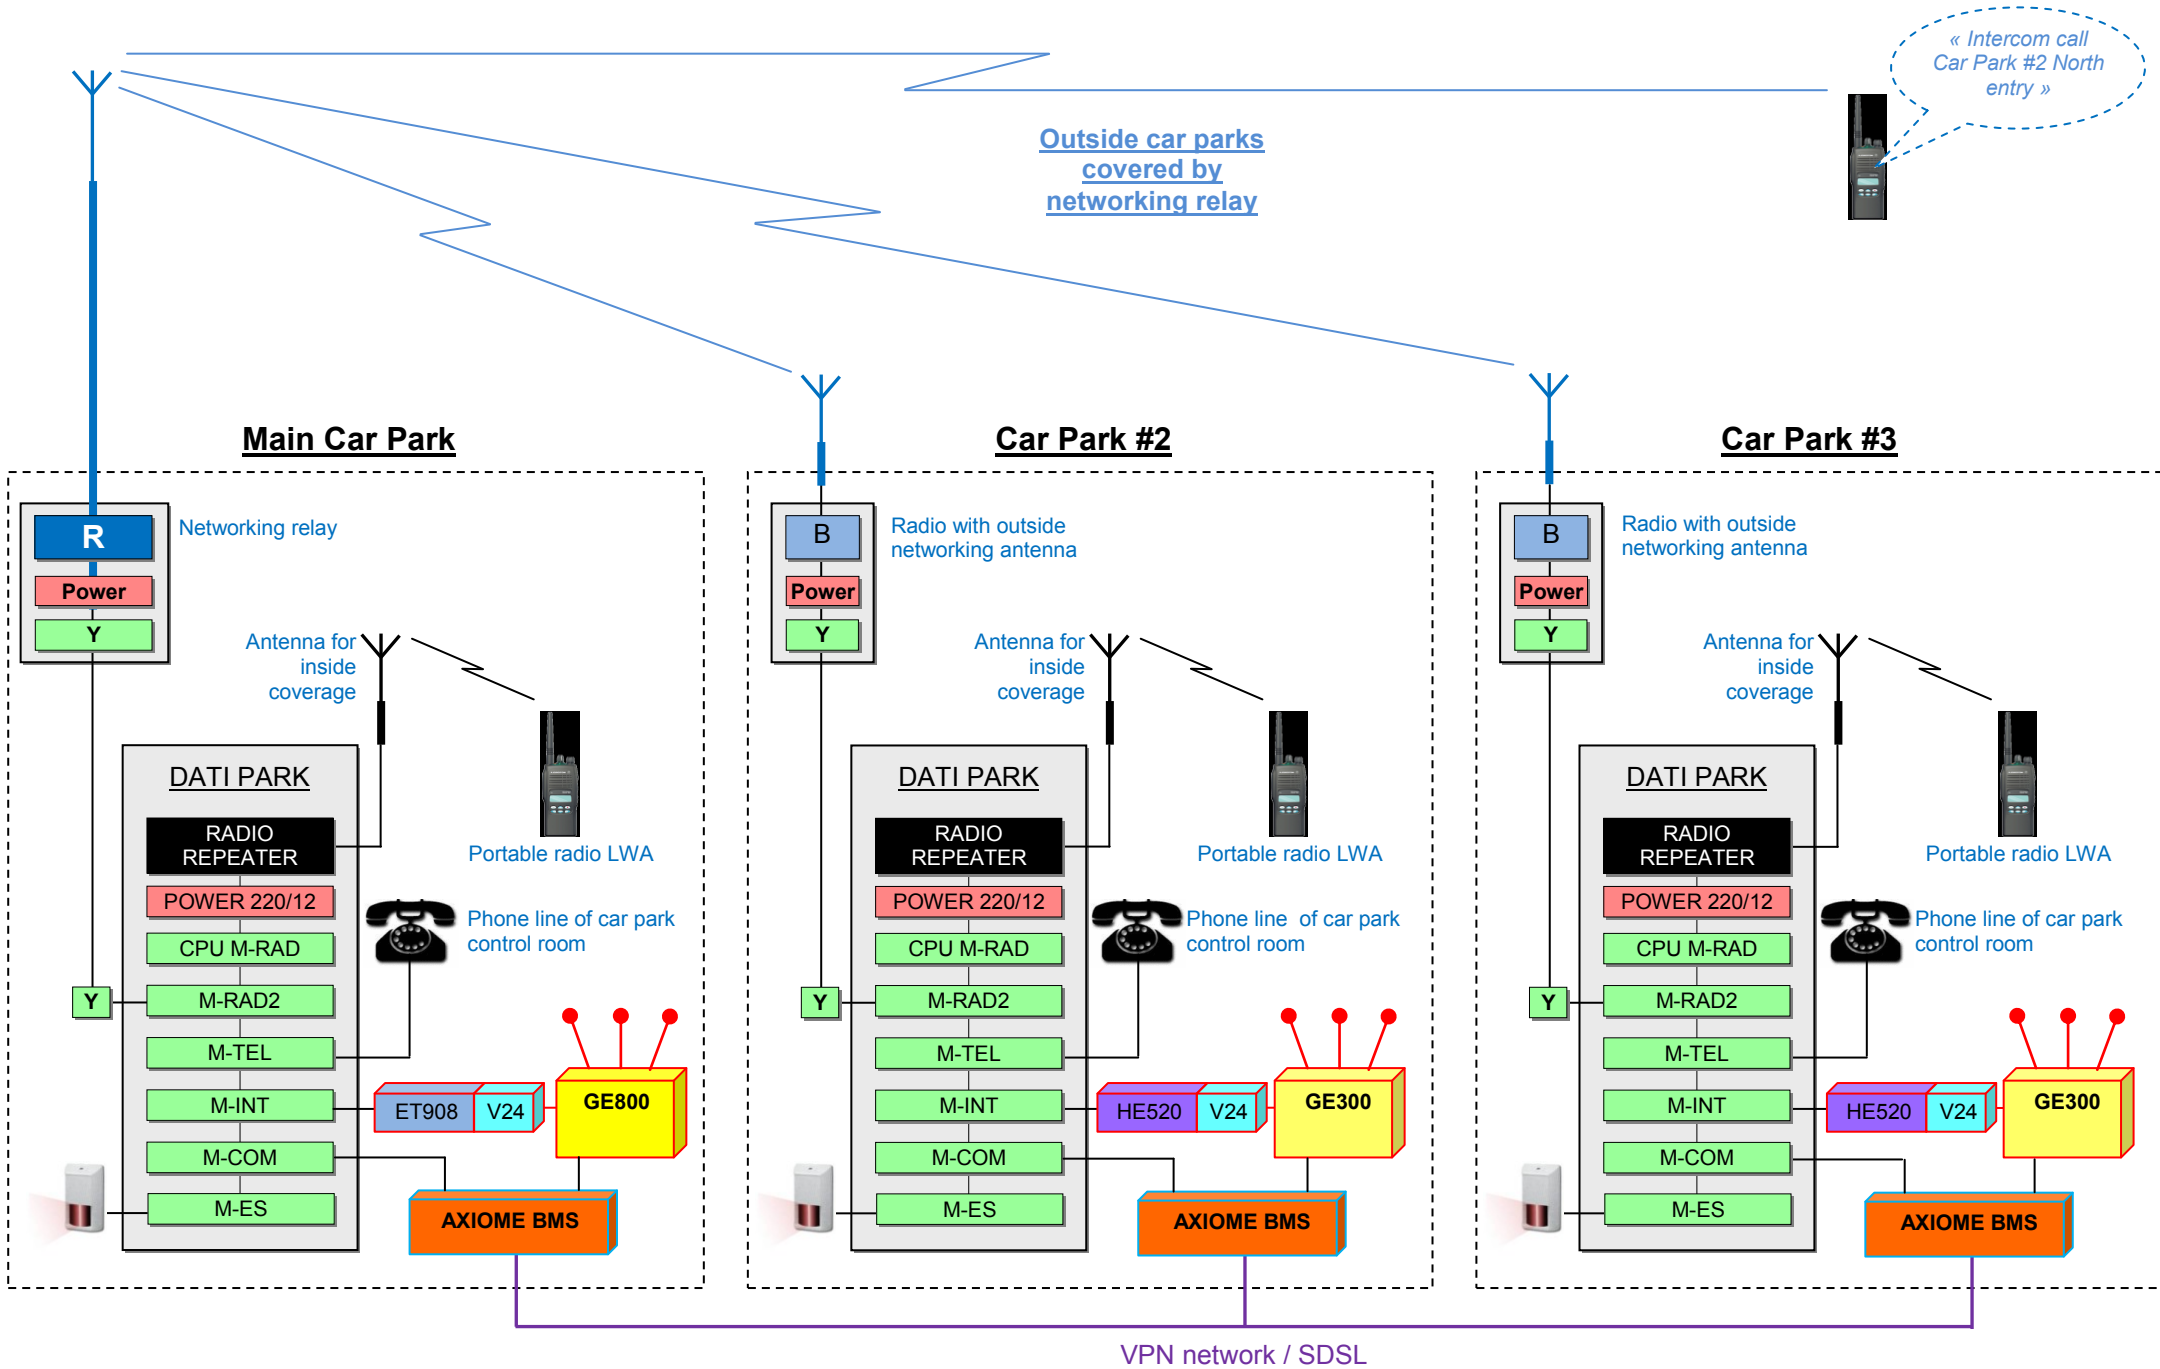 « Intercom call
Car Park #2 North
entry »
Outside car parks
covered by
networking relay
Main Car Park
R
Networking relay
Power
Y
Antenna for
inside
coverage
DATI PARK
RADIO
REPEATER
Portable radio LWA
POWER 220/12
Phone line of car park
control room
CPU M-RAD
Y
M-RAD2
M-TEL
M-INT
ET908
V24
GE800
M-COM
M-ES
AXIOME BMS
Car Park #2
B
Radio with outside
networking antenna
Power
Y
Antenna for
inside
coverage
DATI PARK
RADIO
REPEATER
Portable radio LWA
POWER 220/12
Phone line of car park
control room
CPU M-RAD
Y
M-RAD2
M-TEL
M-INT
HE520
V24
GE300
M-COM
M-ES
AXIOME BMS
Car Park #3
B
Radio with outside
networking antenna
Power
Y
Antenna for
inside
coverage
DATI PARK
RADIO
REPEATER
Portable radio LWA
POWER 220/12
Phone line of car park
control room
CPU M-RAD
Y
M-RAD2
M-TEL
M-INT
HE520
V24
GE300
M-COM
M-ES
AXIOME BMS
VPN network / SDSL